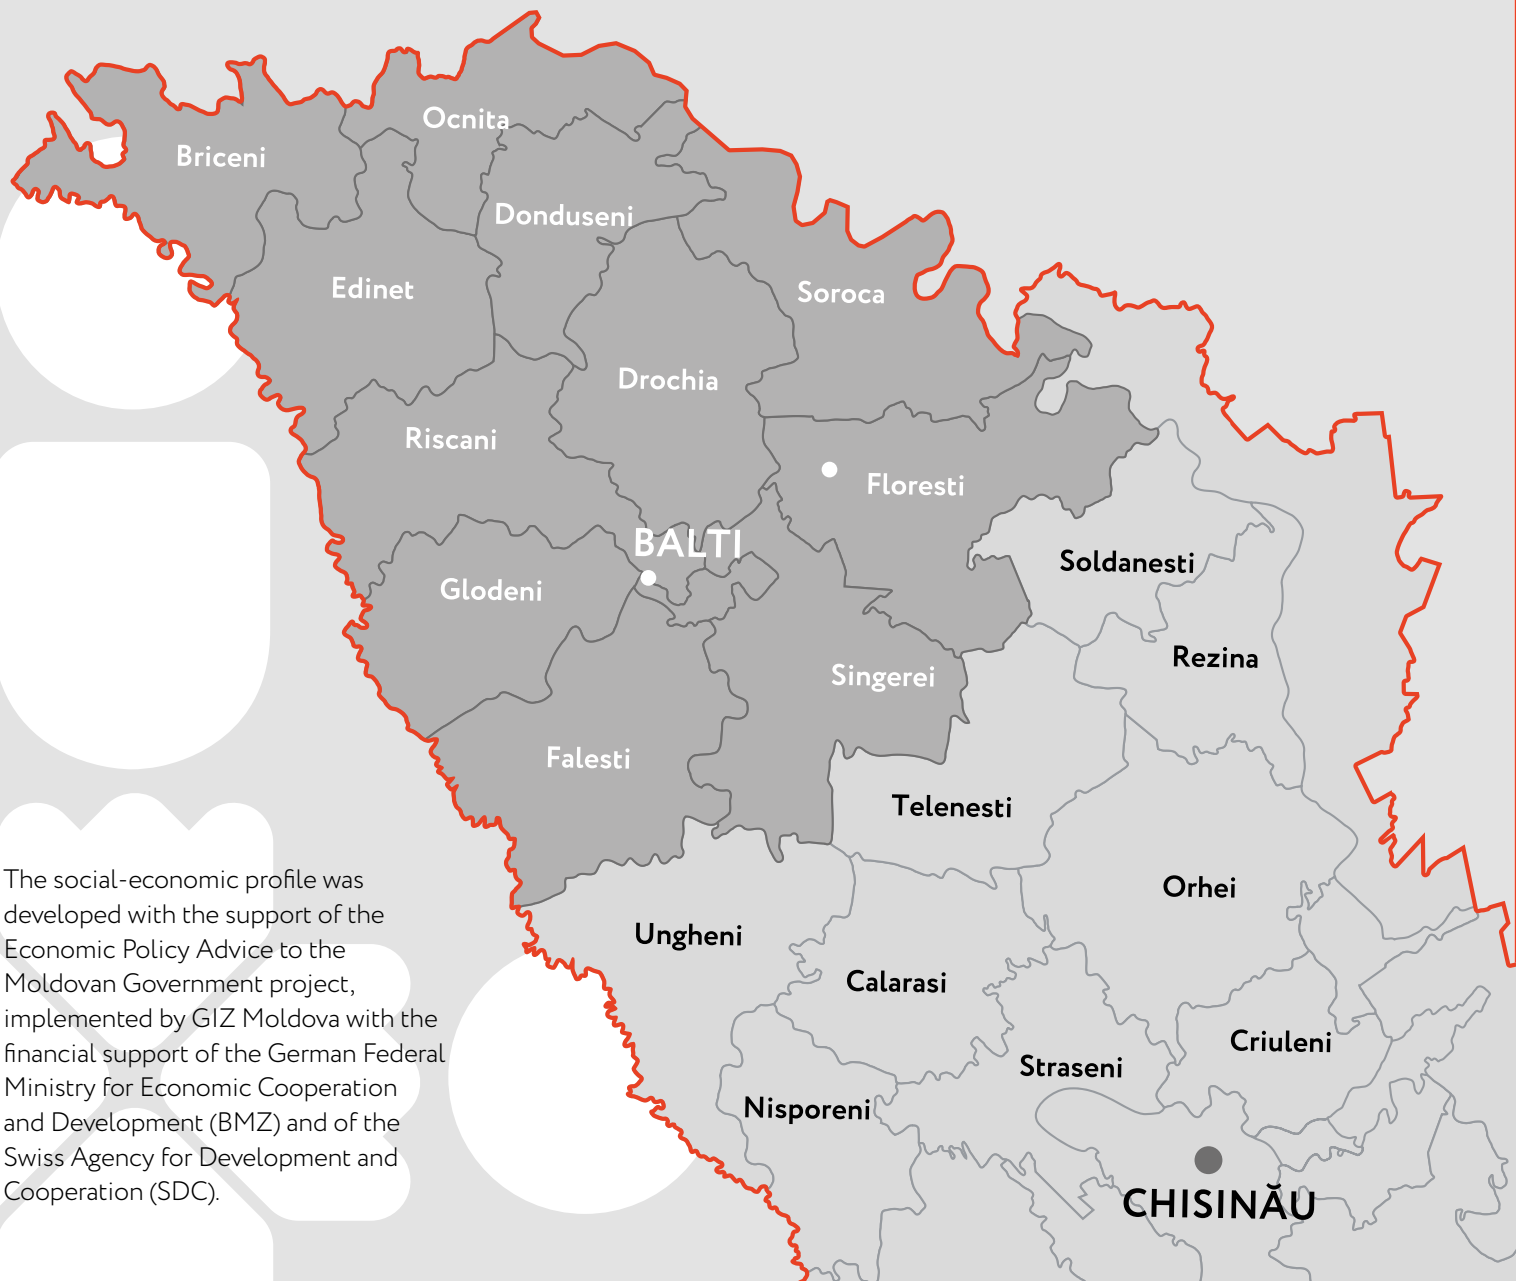 Ocnita
Briceni
Donduseni
Edinet
Soroca
Drochia
Riscani
Floresti
BALTI
Soldanesti
Glodeni
Rezina
Singerei
Falesti
Telenesti
The social-economic profile was
developed with the support of the
Economic Policy Advice to the
Moldovan Government project,
implemented by GIZ Moldova with the
financial support of the German Federal
Ministry for Economic Cooperation
and Development (BMZ) and of the
Swiss Agency for Development and
Cooperation (SDC).
Orhei
Ungheni
Calarasi
Criuleni
Straseni
Nisporeni
CHISINĂU